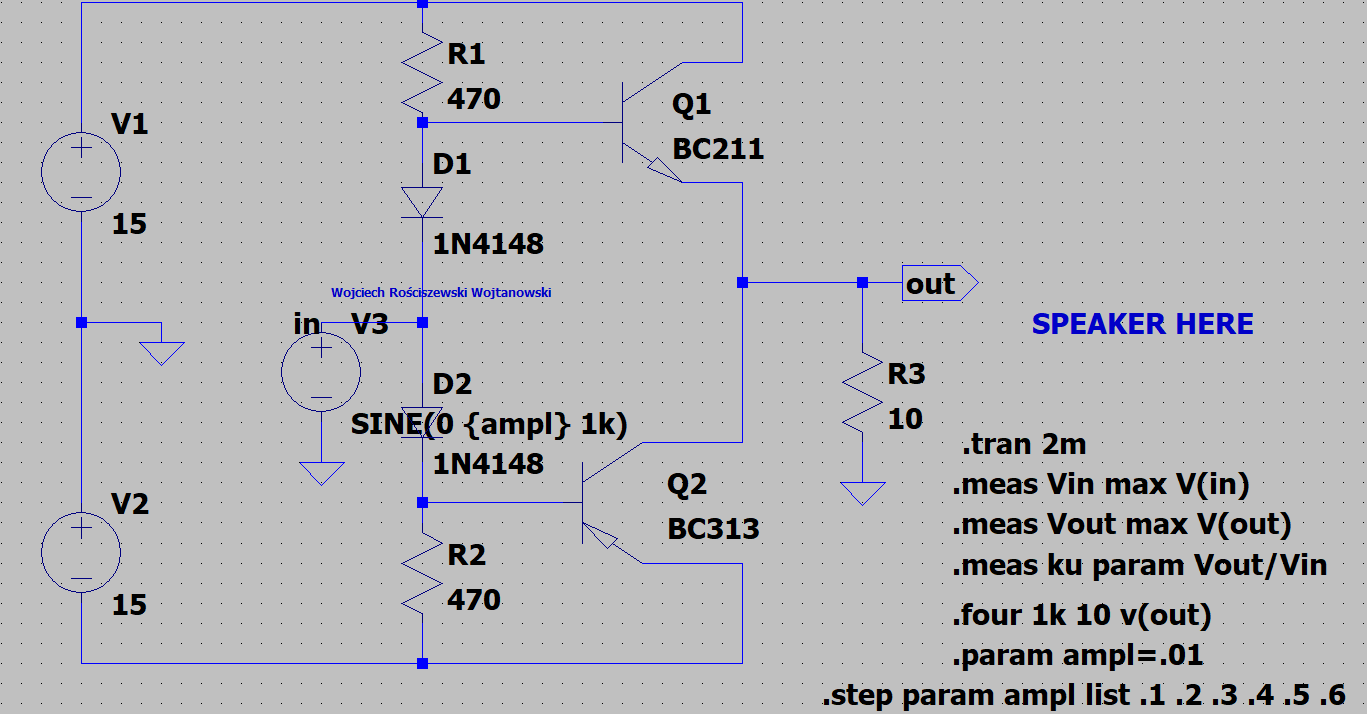 R1
470
V1
15
Q1
BC211
D1
1N4148
Wojciech Rościszewski Wojtanowski
in
V3
out
SPEAKER HERE
D2
SINE(0 {ampl} 1k)
1N4148
R3
10
Q2
BC313
V2
15
R2
470
.tran 2m
.meas Vin max V(in)
.meas Vout max V(out)
.meas ku param Vout/Vin
.four 1k 10 v(out)
.param ampl=.01
.step param ampl list .1 .2 .3 .4 .5 .6